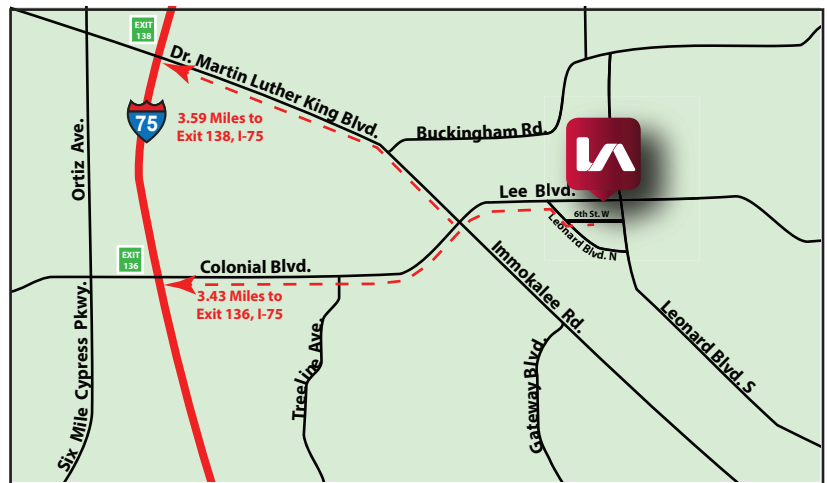 EXIT
138
Dr. Martin Luther King Blvd.
75
3.59 Miles to
Exit 138, I-75
Ortiz Ave.
Buckingham Rd.
LA
Lee Blvd.
6th St. W
Leonard Blvd. N
EXIT
136
Colonial Blvd.
3.43 Miles to
Exit 136, I-75
Immokalee Rd.
Six Mile Cypress Pkwy.
Treeline Ave.
Gateway Blvd.
Leonard Blvd. S